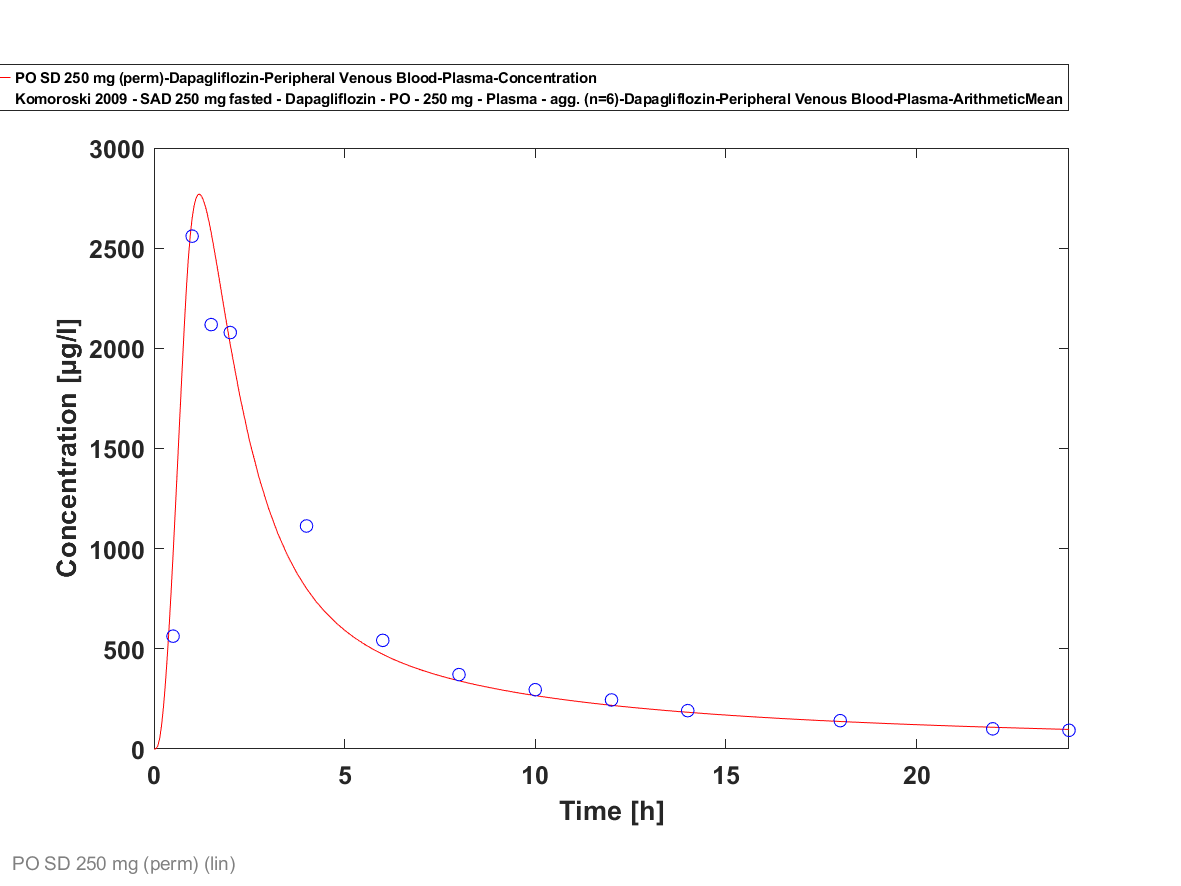 PO SD 250 mg (perm)-Dapagliflozin-Peripheral Venous Blood-Plasma-Concentration
Komoroski 2009 - SAD 250 mg fasted - Dapagliflozin - PO - 250 mg - Plasma - agg. (n=6)-Dapagliflozin-Peripheral Venous Blood-Plasma-ArithmeticMean
3000
2500
2000
1500
1000
500
0
Concentration [µg/l]
0 5 10 15 20
Time [h]
PO SD 250 mg (perm) (lin)